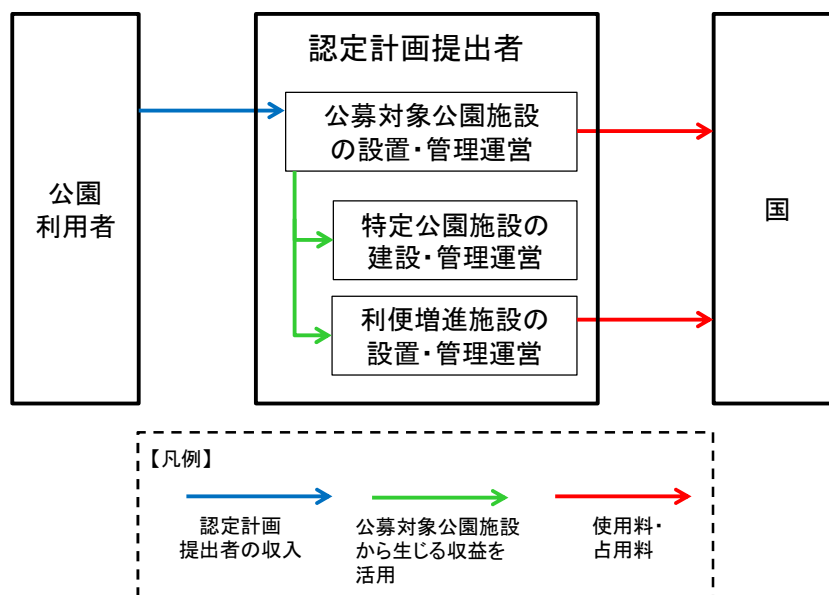 認定計画提出者
公募対象公園施設
の設置・管理運営
公園
利用者
特定公園施設の
建設・管理運営
国
利便増進施設の
設置・管理運営
【凡例】
認定計画
提出者の収入
公募対象公園施設
から生じる収益を
活用
使用料・
占用料